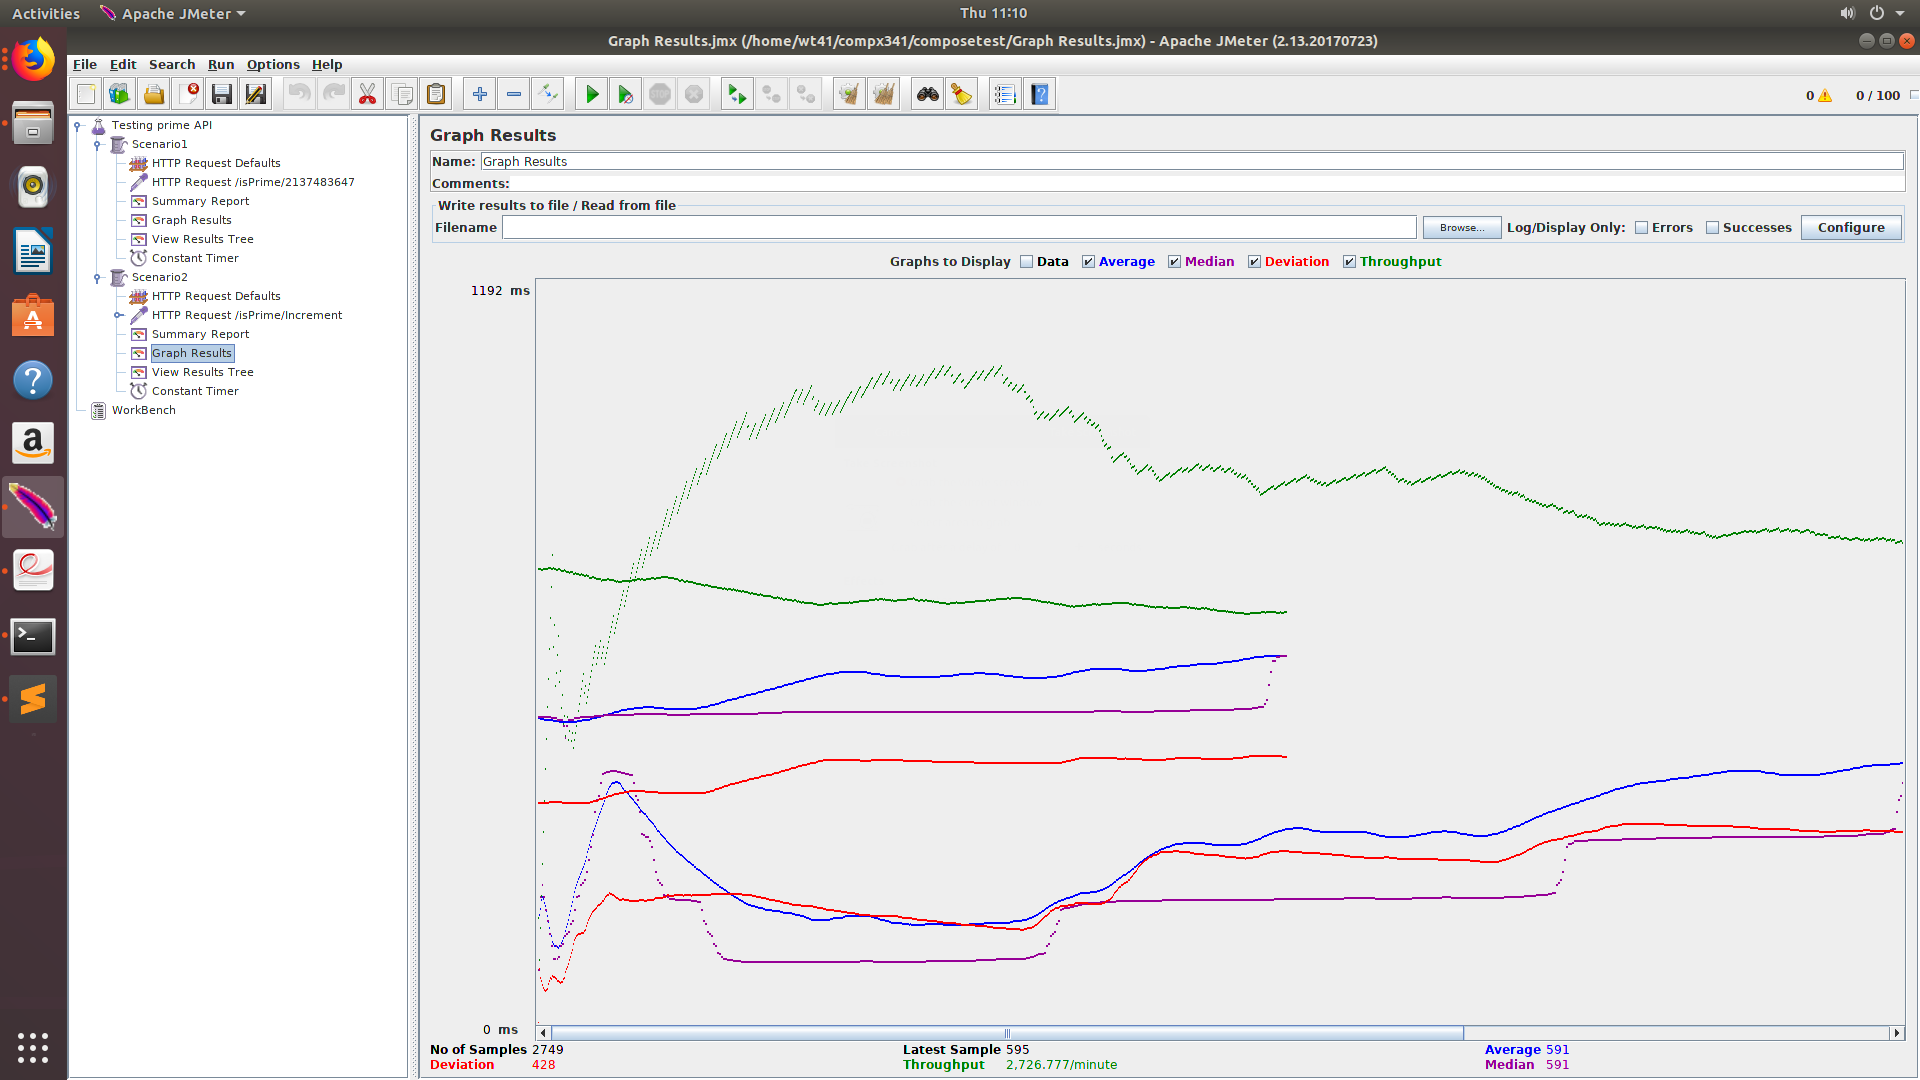 Activities Apache JMeter Thu 11:10
Graph Results.jmx (/home/wt41/compx341/composetest/Graph Results.jmx) - Apache JMeter (2.13.20170723)
File Edit Search Run Options Help
0 0 / 100
Testing prime API
Scenario1
HTTP Request Defaults
HTTP Request /isPrime/2137483647
Summary Report
Graph Results
View Results Tree
Constant Timer
Scenario2
HTTP Request Defaults
HTTP Request /isPrime/Increment
Summary Report
Graph Results
View Results Tree
Constant Timer
WorkBench
Graph Results
Name: Graph Results
Comments:
Write results to file / Read from file
Filename Browse... Log/Display Only: Errors Successes Configure
Graphs to Display Data Average Median Deviation Throughput
1192 ms
0 ms
No of Samples 2749 Latest Sample 595 Average 591
Deviation 428 Throughput 2,726.777/minute Median 591